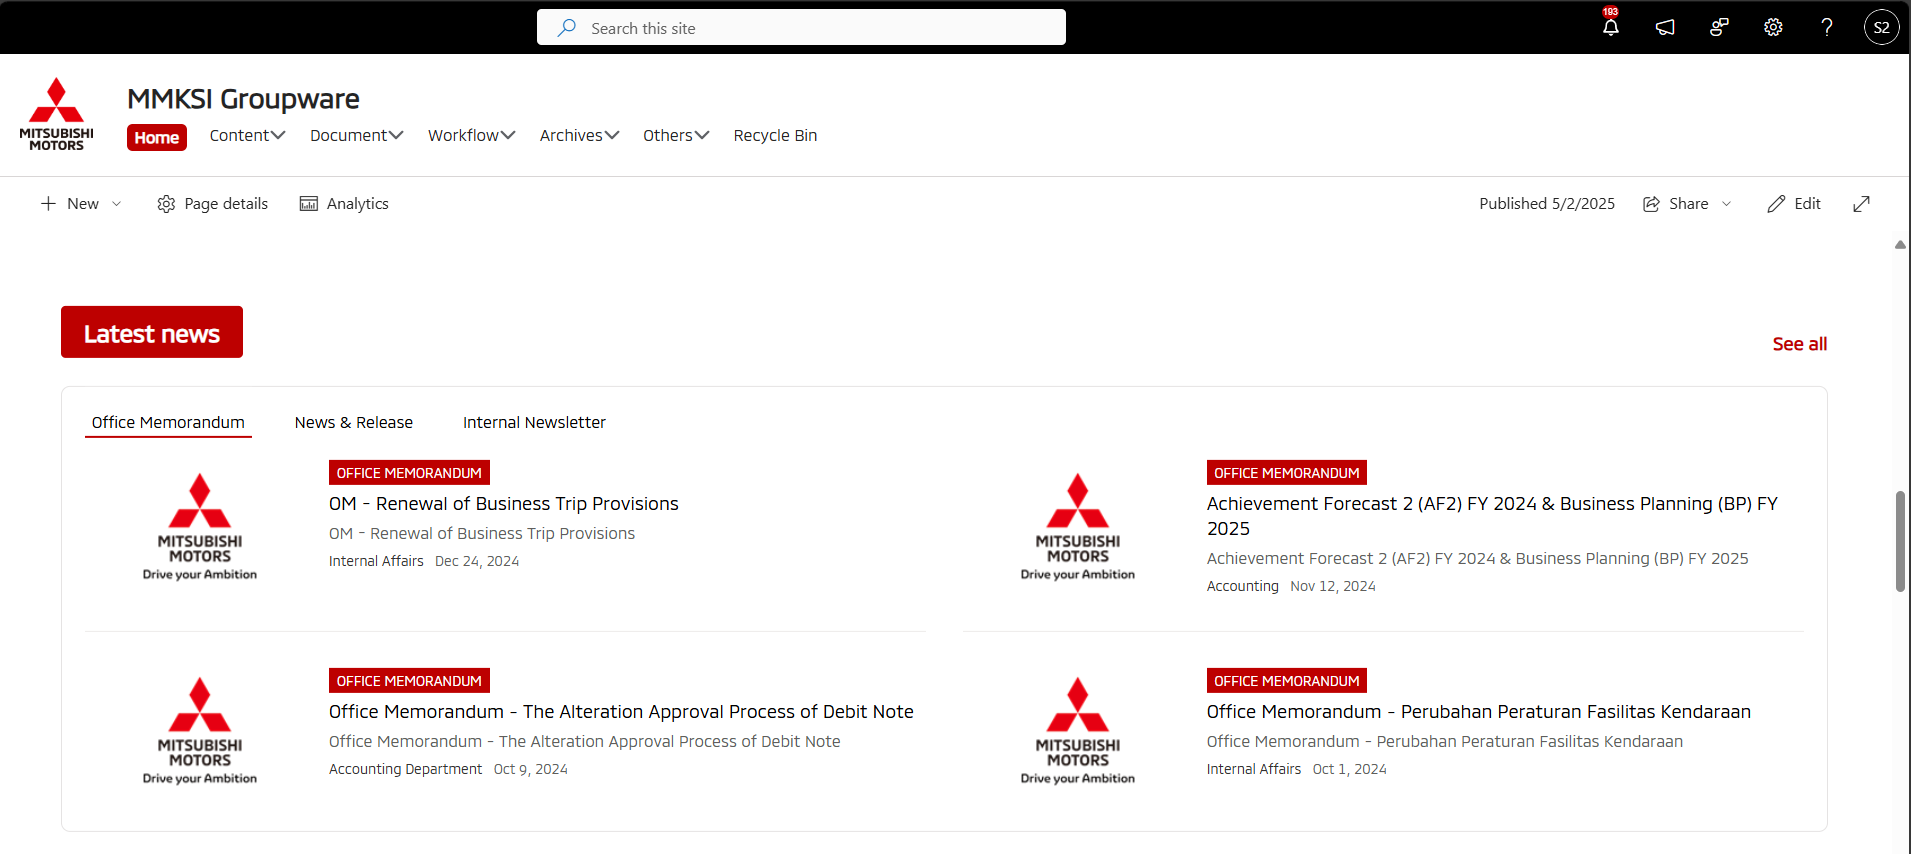 Search this site
193
?
S2
MITSUBISHI
MOTORS
MMKSI Groupware
Home Content Document Workflow Archives Others Recycle Bin
New Page details Analytics
Published 5/2/2025 Share Edit
Latest news
See all
Office Memorandum News & Release Internal Newsletter
MITSUBISHI
MOTORS
Drive your Ambition
OFFICE MEMORANDUM
OM - Renewal of Business Trip Provisions
OM - Renewal of Business Trip Provisions
Internal Affairs Dec 24, 2024
MITSUBISHI
MOTORS
Drive your Ambition
OFFICE MEMORANDUM
Achievement Forecast 2 (AF2) FY 2024 & Business Planning (BP) FY
2025
Achievement Forecast 2 (AF2) FY 2024 & Business Planning (BP) FY 2025
Accounting Nov 12, 2024
MITSUBISHI
MOTORS
Drive your Ambition
OFFICE MEMORANDUM
Office Memorandum - The Alteration Approval Process of Debit Note
Office Memorandum - The Alteration Approval Process of Debit Note
Accounting Department Oct 9, 2024
MITSUBISHI
MOTORS
Drive your Ambition
OFFICE MEMORANDUM
Office Memorandum - Perubahan Peraturan Fasilitas Kendaraan
Office Memorandum - Perubahan Peraturan Fasilitas Kendaraan
Internal Affairs Oct 1, 2024